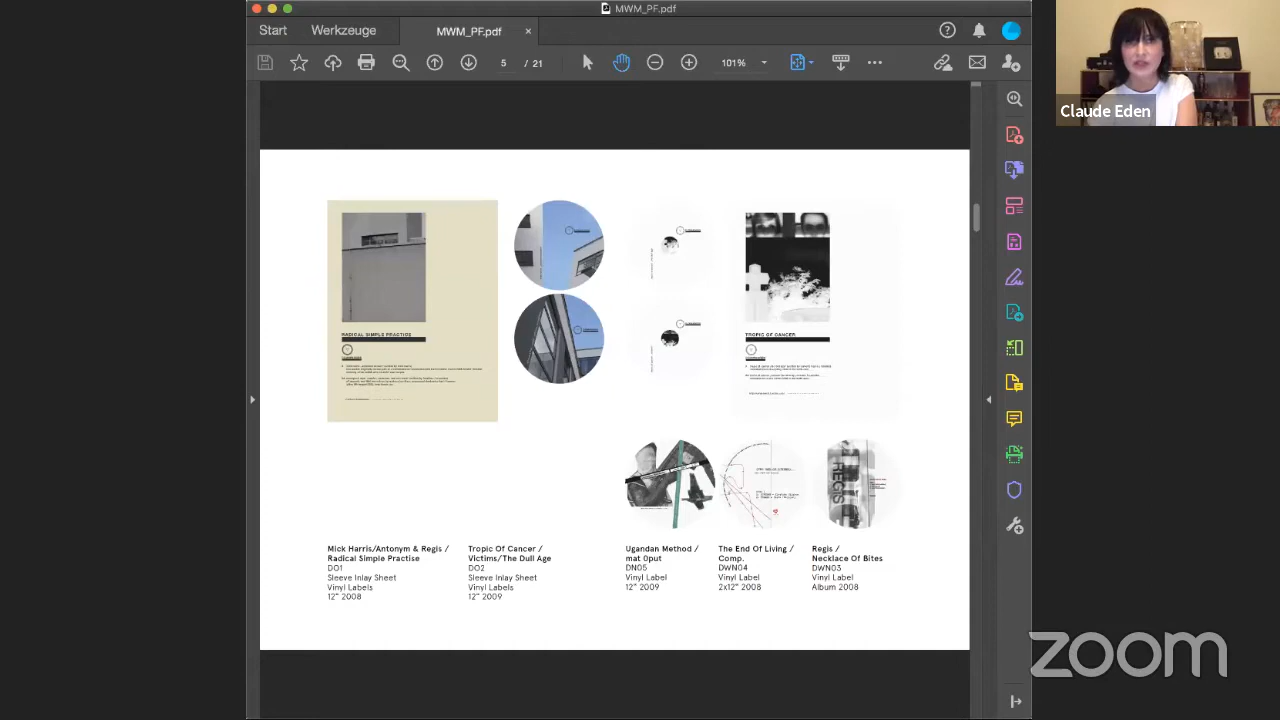 MWM_PF.pdf
Start
Werkzeuge
MWM_PF.pdf
5 / 21
101%
Claude Eden
RADICAL SIMPLE PRACTICE
TROPIC OF CANCER
REGIS
Mick Harris/Antonym & Regis /
Radical Simple Practise
DO1
Sleeve Inlay Sheet
Vinyl Labels
12" 2008
Tropic Of Cancer /
Victims/The Dull Age
DO2
Sleeve Inlay Sheet
Vinyl Labels
12" 2009
Ugandan Method /
mat 0put
DN05
Vinyl Label
12" 2009
The End Of Living /
Comp.
DWN04
Vinyl Label
2x12" 2008
Regis /
Necklace Of Bites
DWN03
Vinyl Label
Album 2008
zoom